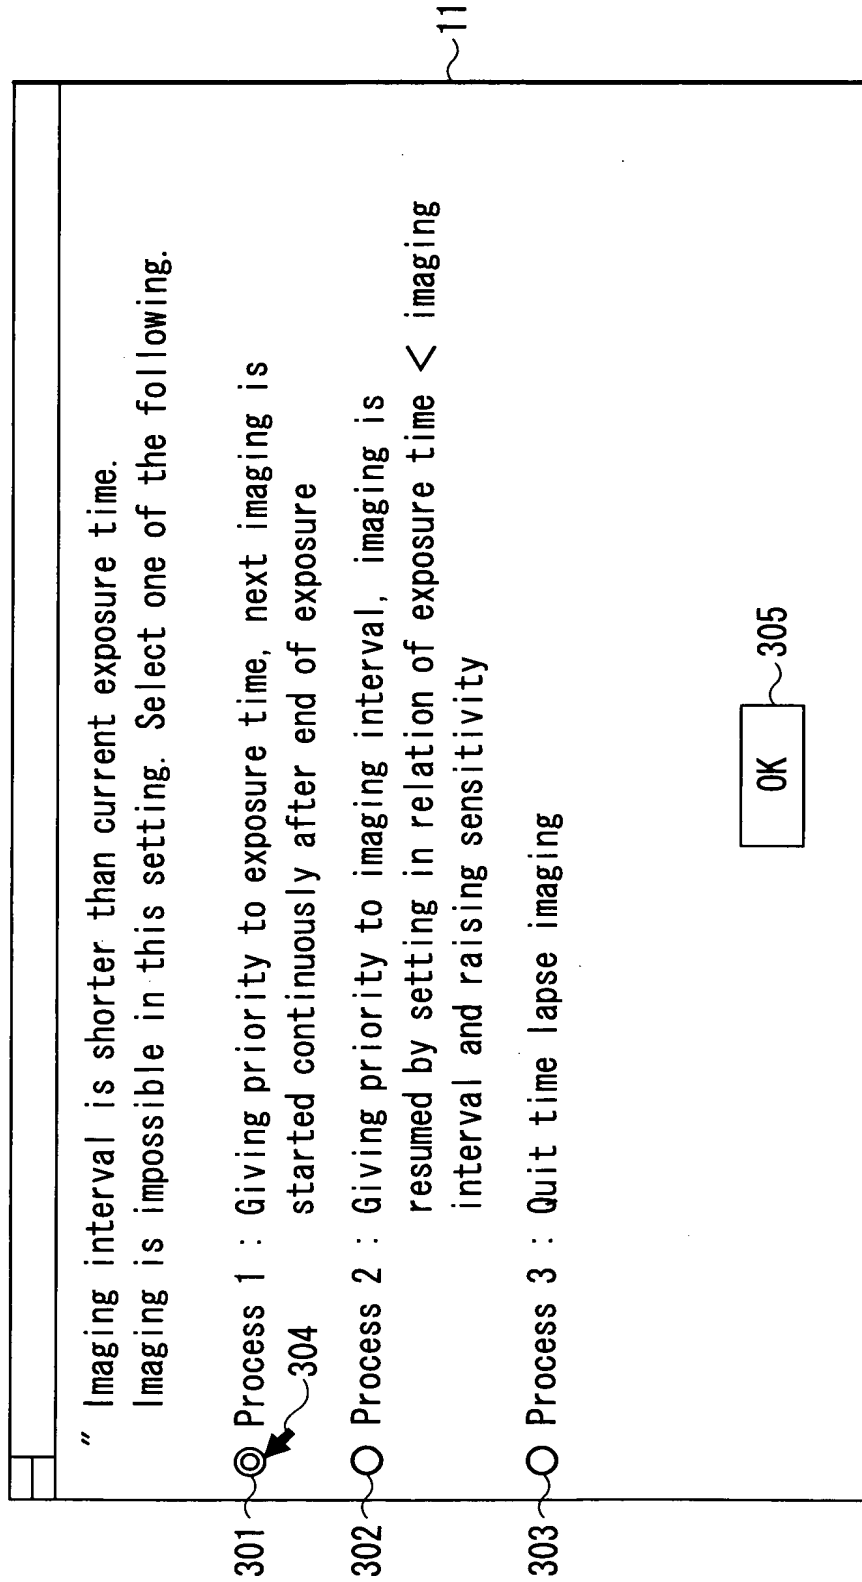 11
" Imaging interval is shorter than current exposure time.
Imaging is impossible in this setting. Select one of the following.
301
Process 1 : Giving priority to exposure time, next imaging is
started continuously after end of exposure
304
302
Process 2 : Giving priority to imaging interval, imaging is
resumed by setting in relation of exposure time < imaging
interval and raising sensitivity
303
Process 3 : Quit time lapse imaging
OK
305